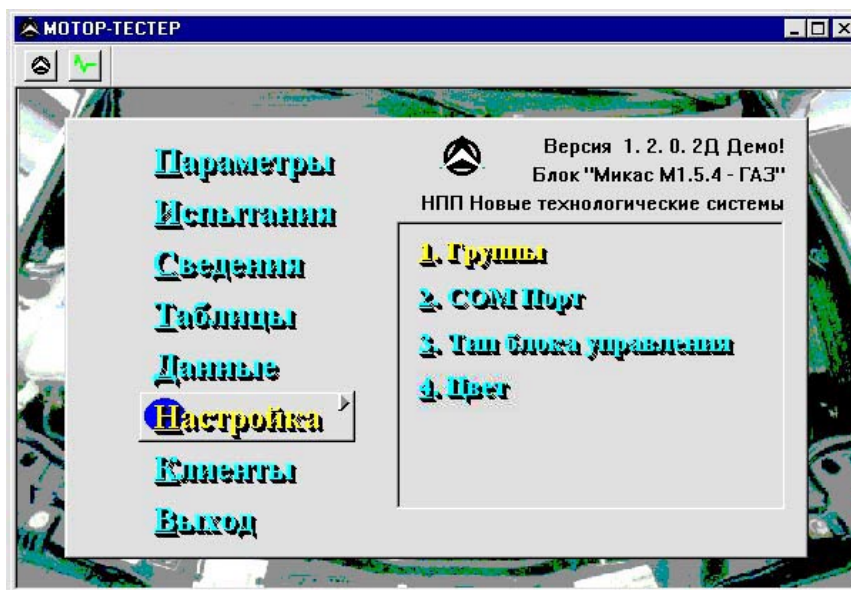 МОТОР-ТЕСТЕР
Параметры
Испытания
Сведения
Таблицы
Данные
Настройка
Клиенты
Выход
Версия 1. 2. 0. 2Д Демо!
Блок "Микас М1.5.4 - ГАЗ"
НПП Новые технологические системы
1. Группы
2. COM Порт
3. Тип блока управления
4. Цвет